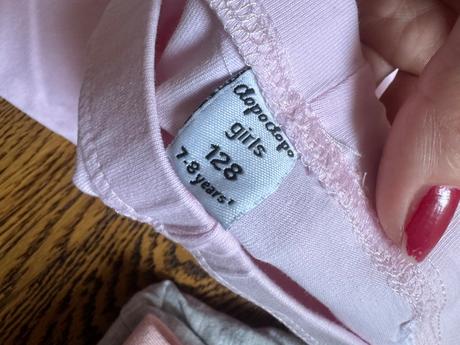 dopodopo
girls
128
7-8 years'